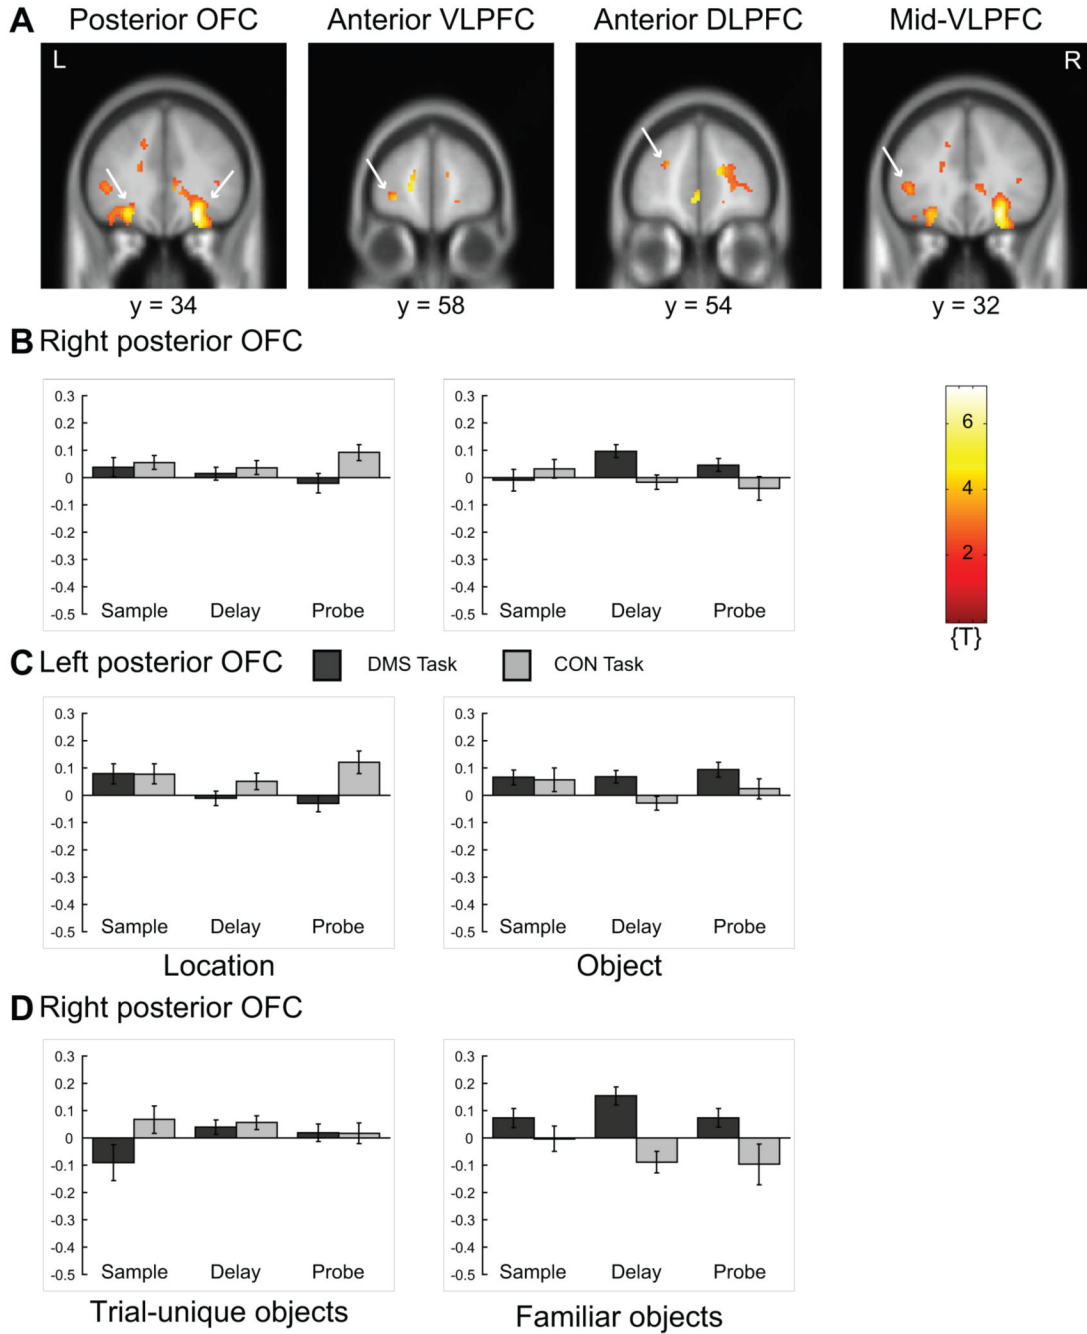 A Posterior OFC Anterior VLPFC Anterior DLPFC Mid-VLPFC
L R
y = 34 y = 58 y = 54 y = 32
B Right posterior OFC
0.3 0.3
0.2 0.2
0.1 0.1
0 0
-0.1 -0.1
-0.2 -0.2
-0.3 -0.3
-0.4 -0.4
-0.5 Sample Delay Probe -0.5 Sample Delay Probe
6
4
2
{T}
C Left posterior OFC DMS Task CON Task
0.3 0.3
0.2 0.2
0.1 0.1
0 0
-0.1 -0.1
-0.2 -0.2
-0.3 -0.3
-0.4 -0.4
-0.5 Sample Delay Probe -0.5 Sample Delay Probe
Location Object
D Right posterior OFC
0.3 0.3
0.2 0.2
0.1 0.1
0 0
-0.1 -0.1
-0.2 -0.2
-0.3 -0.3
-0.4 -0.4
-0.5 Sample Delay Probe -0.5 Sample Delay Probe
Trial-unique objects Familiar objects